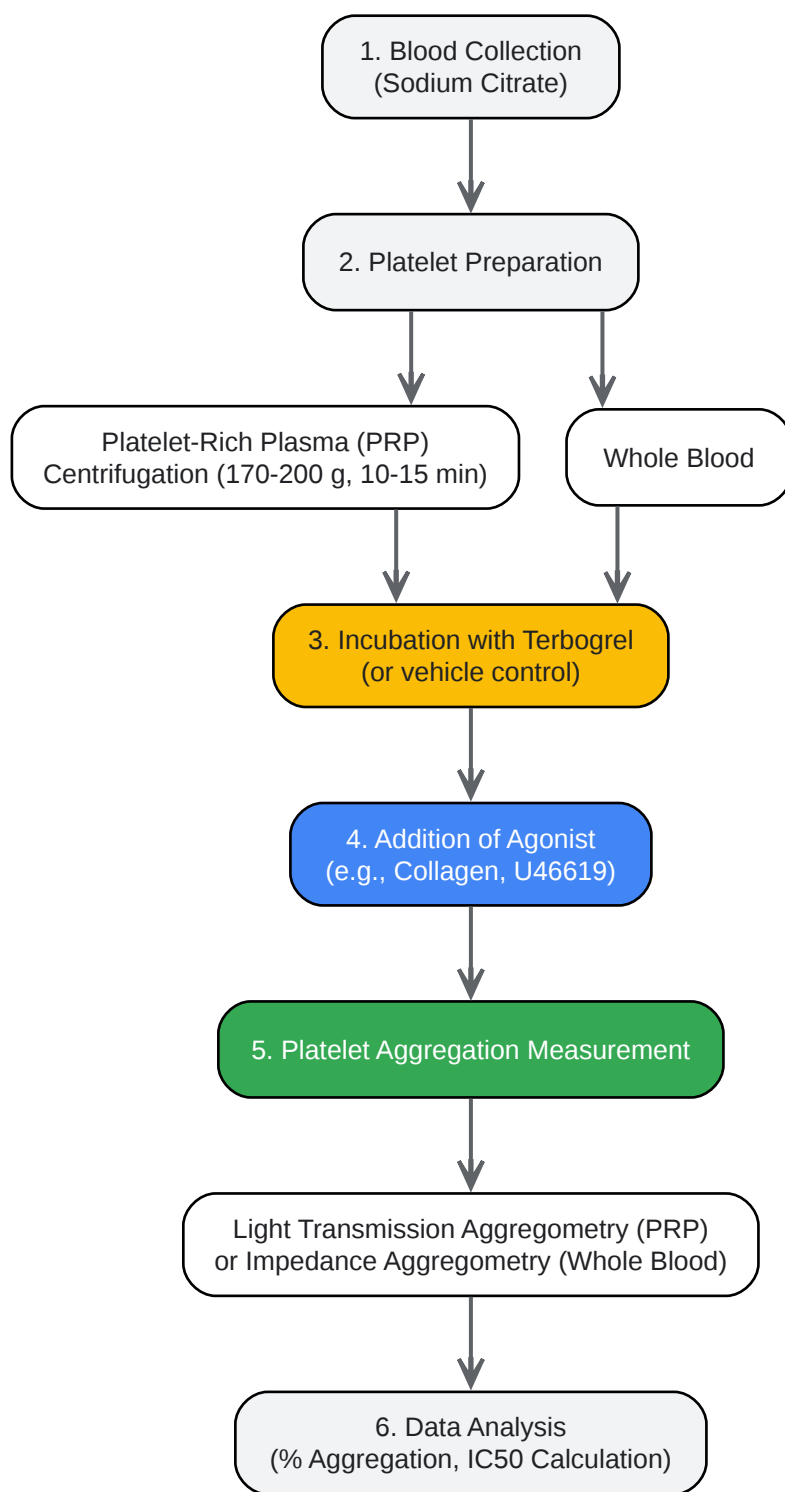 1. Blood Collection
(Sodium Citrate)
2. Platelet Preparation
Platelet-Rich Plasma (PRP)
Centrifugation (170-200 g, 10-15 min)
Whole Blood
3. Incubation with Terbogrel
(or vehicle control)
4. Addition of Agonist
(e.g., Collagen, U46619)
5. Platelet Aggregation Measurement
Light Transmission Aggregometry (PRP)
or Impedance Aggregometry (Whole Blood)
6. Data Analysis
(% Aggregation, IC50 Calculation)